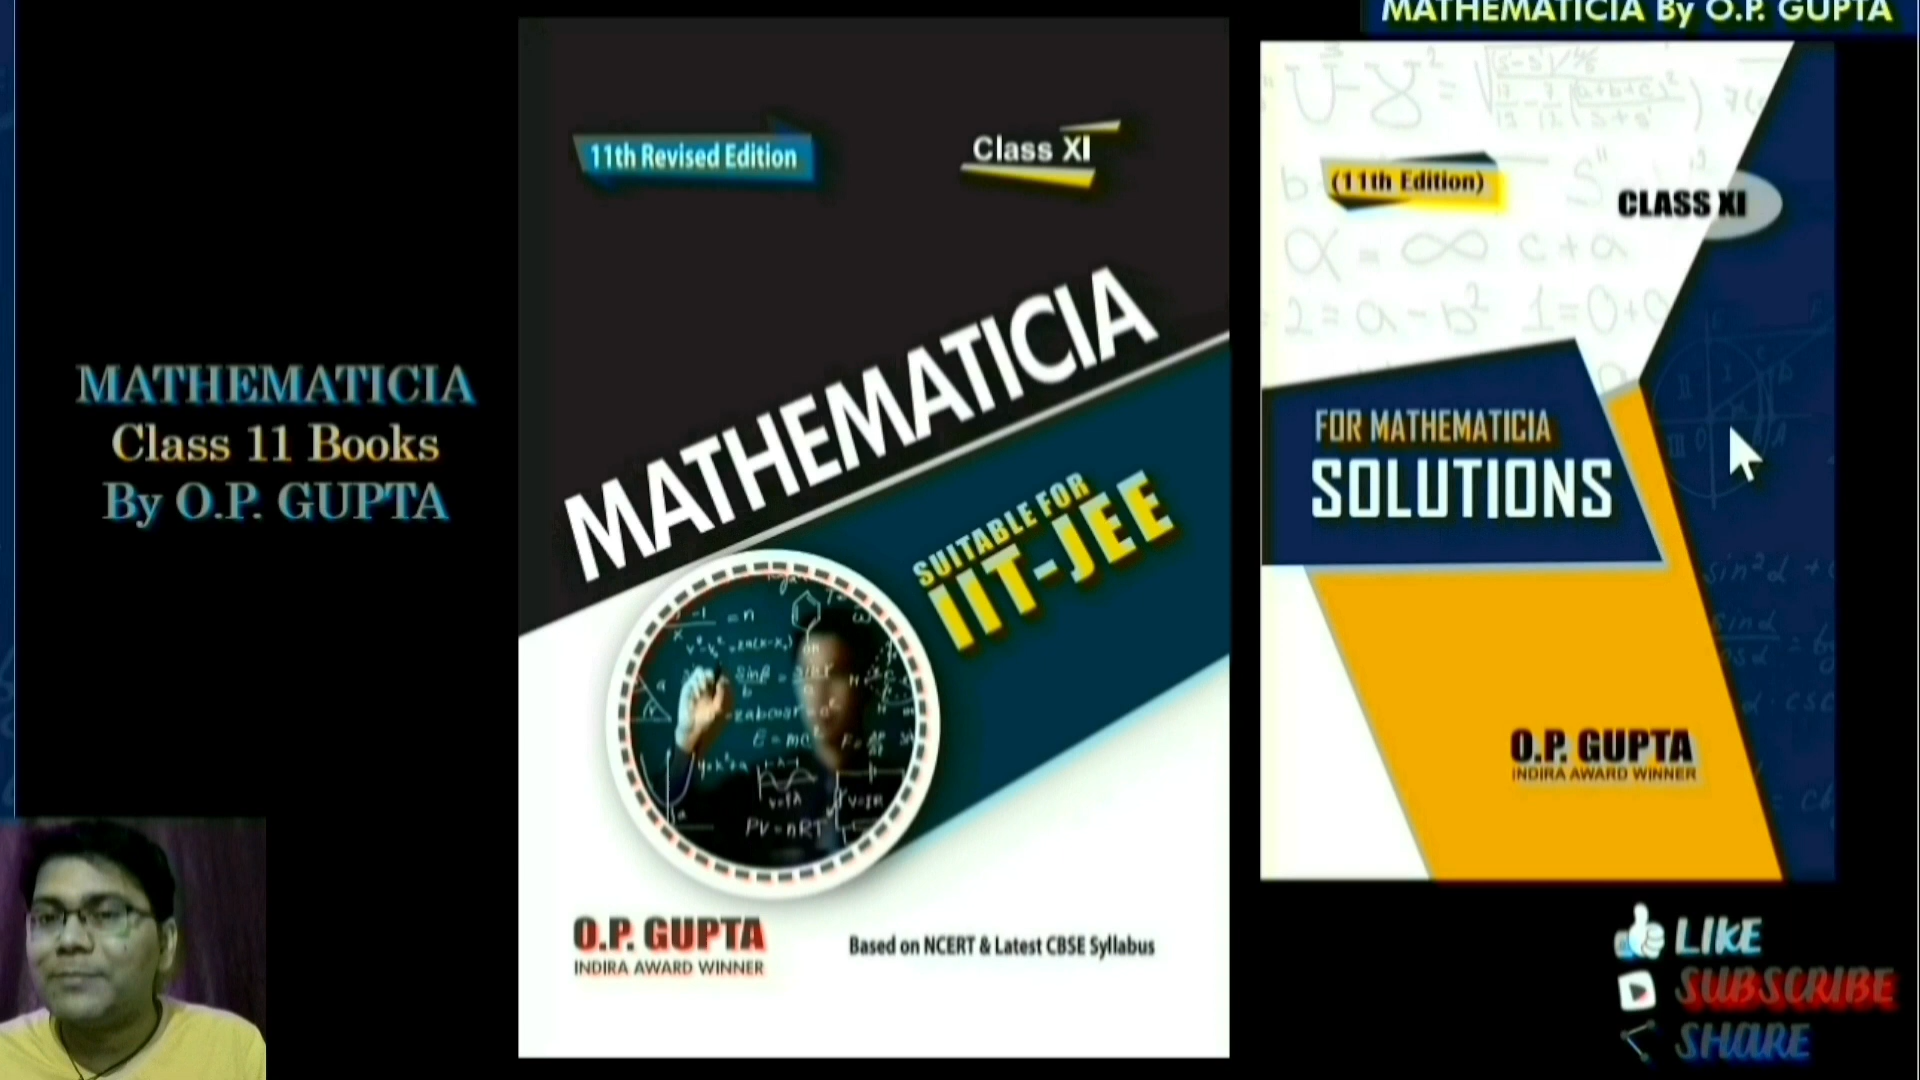 MATHEMATICIA By O.P. GUPTA
MATHEMATICIA
Class 11 Books
By O.P. GUPTA
11th Revised Edition
Class XI
MATHEMATICIA
SUITABLE FOR
IIT-JEE
O.P. GUPTA
INDIRA AWARD WINNER
Based on NCERT & Latest CBSE Syllabus
(11th Edition)
CLASS XI
FOR MATHEMATICIA
SOLUTIONS
O.P. GUPTA
INDIRA AWARD WINNER
LIKE
SUBSCRIBE
SHARE